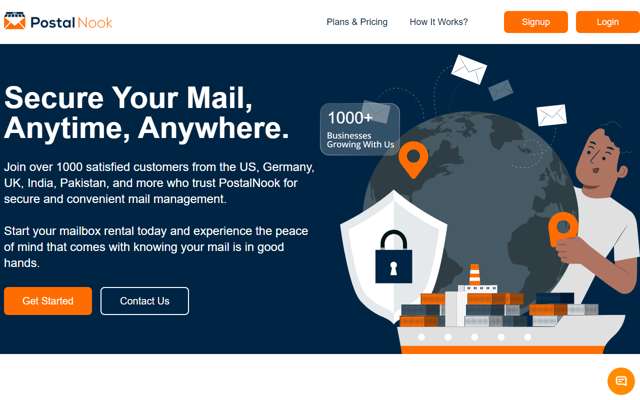 Postal Nook
Plans & Pricing
How It Works?
Signup
Login
Secure Your Mail,
Anytime, Anywhere.
Join over 1000 satisfied customers from the US, Germany,
UK, India, Pakistan, and more who trust PostalNook for
secure and convenient mail management.
Start your mailbox rental today and experience the peace
of mind that comes with knowing your mail is in good
hands.
Get Started
Contact Us
1000+
Businesses
Growing With Us